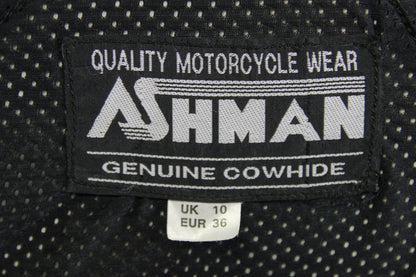 QUALITY MOTORCYCLE WEAR
ASHMAN
GENUINE COWHIDE
UK 10
EUR 36